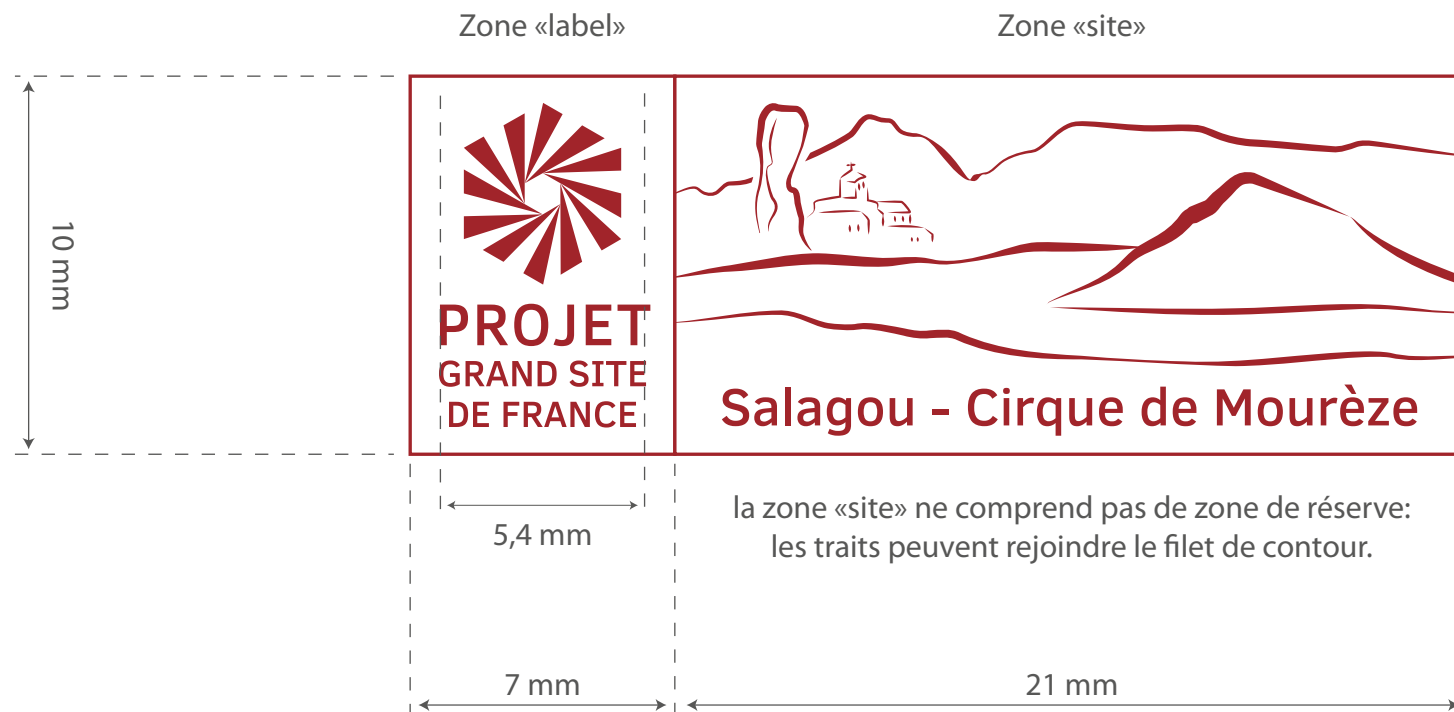 Zone «label»
Zone «site»
10 mm
PROJET
GRAND SITE
DE FRANCE
Salagou - Cirque de Mourèze
5,4 mm
la zone «site» ne comprend pas de zone de réserve:
les traits peuvent rejoindre le filet de contour.
7 mm
21 mm